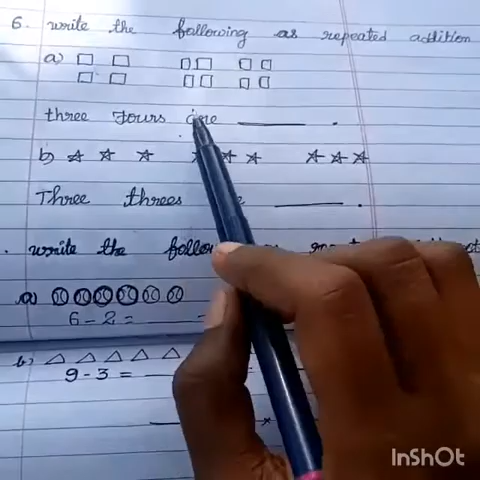 6. write the following as repeated addition
a)
three fours are ______ .
b)
Three threes ______ .
. write the
a)
6 - 2 = ______
b)
9 - 3 = ______
InShOt